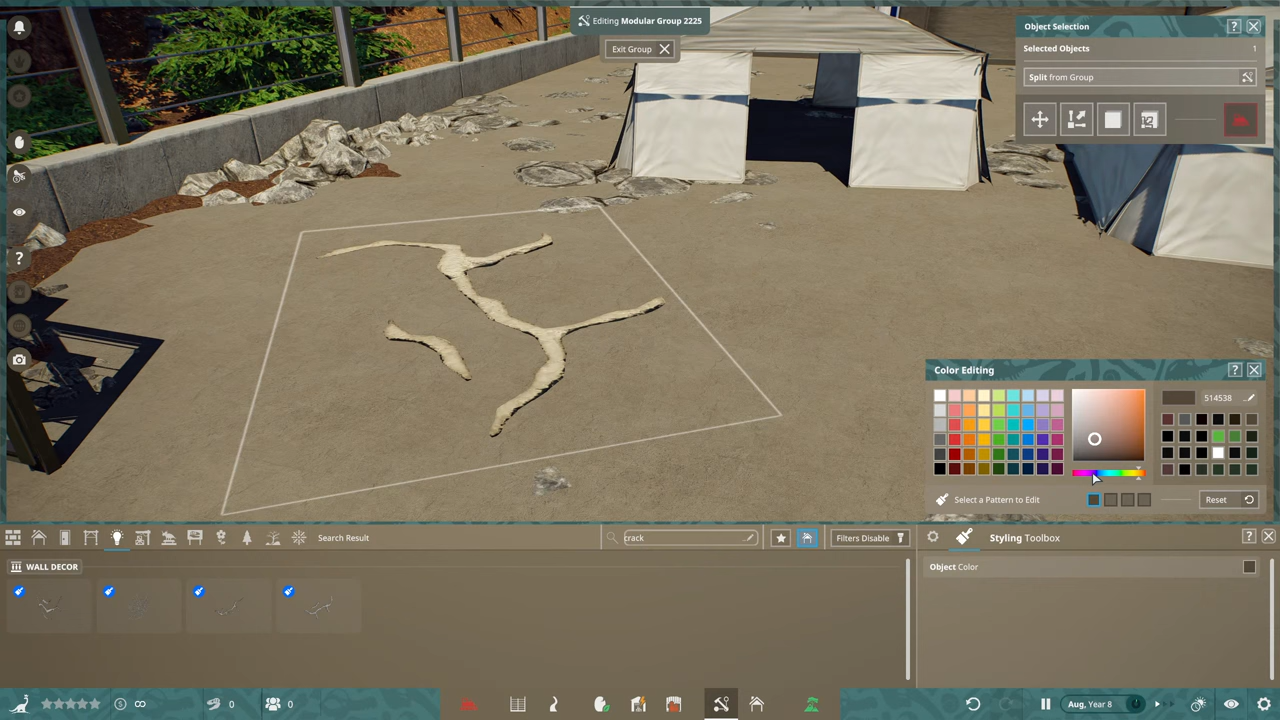 Editing Modular Group 2225
Exit Group
Object Selection
?
Selected Objects 1
Split from Group
12
?
Color Editing
?
514538
Select a Pattern to Edit
Reset
Search Result
crack
Filters Disable
Styling Toolbox
?
WALL DECOR
Object Color
∞
0
0
Aug, Year 8